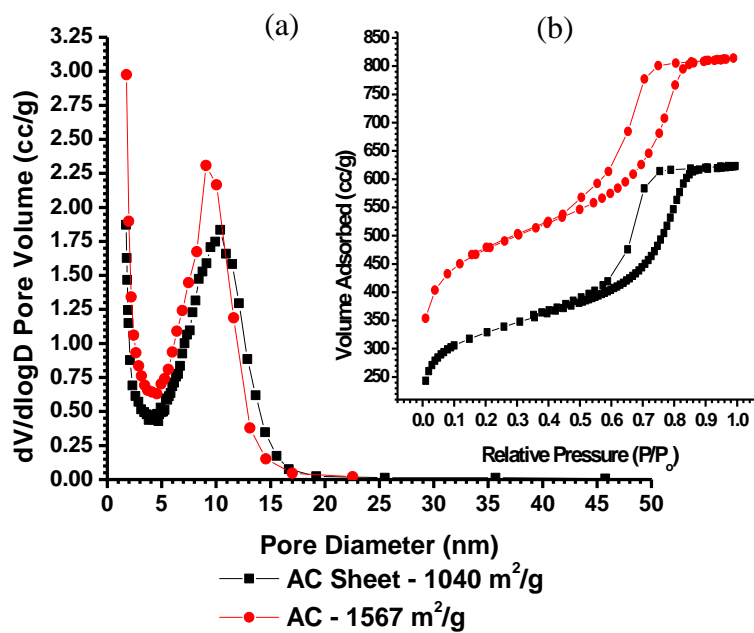 (a)
dV/dlogD Pore Volume (cc/g)
3.25
3.00
2.75
2.50
2.25
2.00
1.75
1.50
1.25
1.00
0.75
0.50
0.25
0.00
0 5 10 15 20 25 30 35 40 45 50
Pore Diameter (nm)
(b)
Volume Adsorbed (cc/g)
850
800
750
700
650
600
550
500
450
400
350
300
250
0.0 0.1 0.2 0.3 0.4 0.5 0.6 0.7 0.8 0.9 1.0
Relative Pressure (P/Po)
AC Sheet - 1040 m²/g
AC - 1567 m²/g